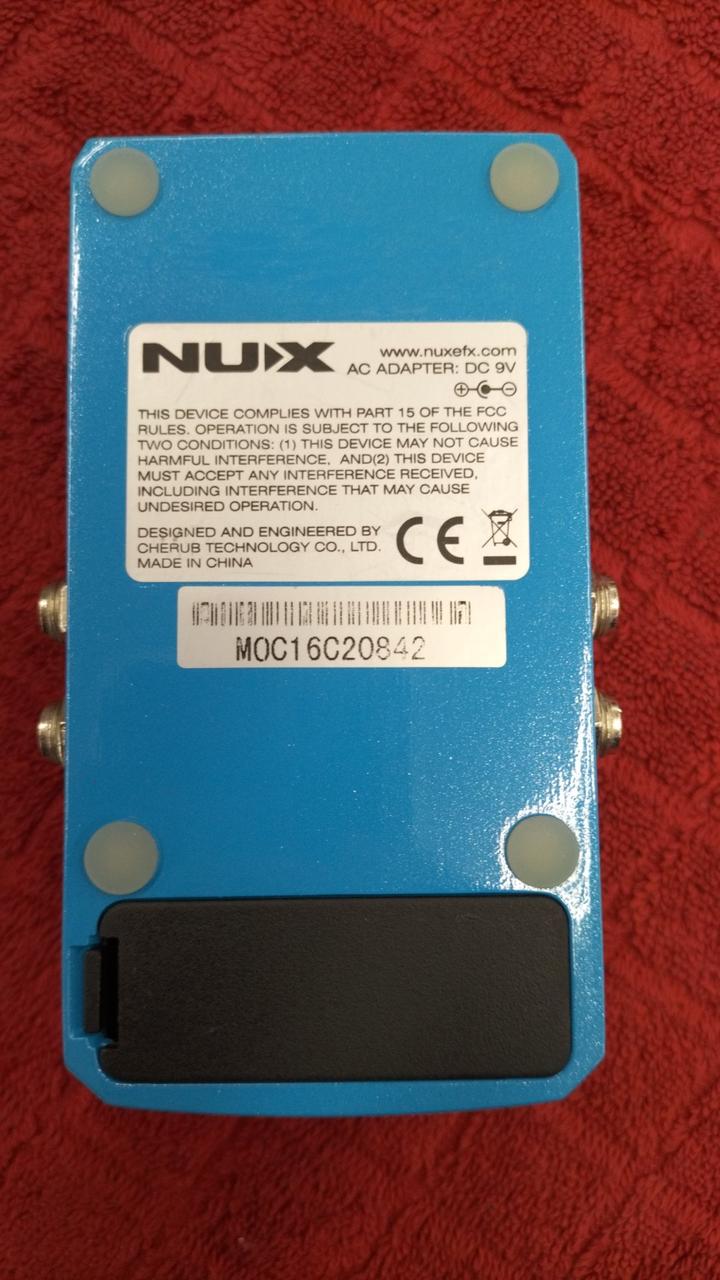 NUX
www.nuxefx.com
AC ADAPTER: DC 9V
THIS DEVICE COMPLIES WITH PART 15 OF THE FCC
RULES. OPERATION IS SUBJECT TO THE FOLLOWING
TWO CONDITIONS: (1) THIS DEVICE MAY NOT CAUSE
HARMFUL INTERFERENCE, AND(2) THIS DEVICE
MUST ACCEPT ANY INTERFERENCE RECEIVED,
INCLUDING INTERFERENCE THAT MAY CAUSE
UNDESIRED OPERATION.
DESIGNED AND ENGINEERED BY
CHERUB TECHNOLOGY CO., LTD.
MADE IN CHINA
CE
MOC16C20842